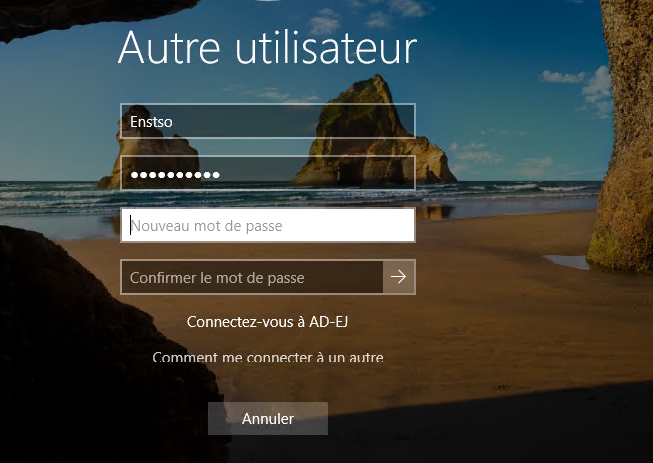 Autre utilisateur
Enstso
Nouveau mot de passe
Confirmer le mot de passe
Connectez-vous à AD-EJ
Comment me connecter à un autre
Annuler